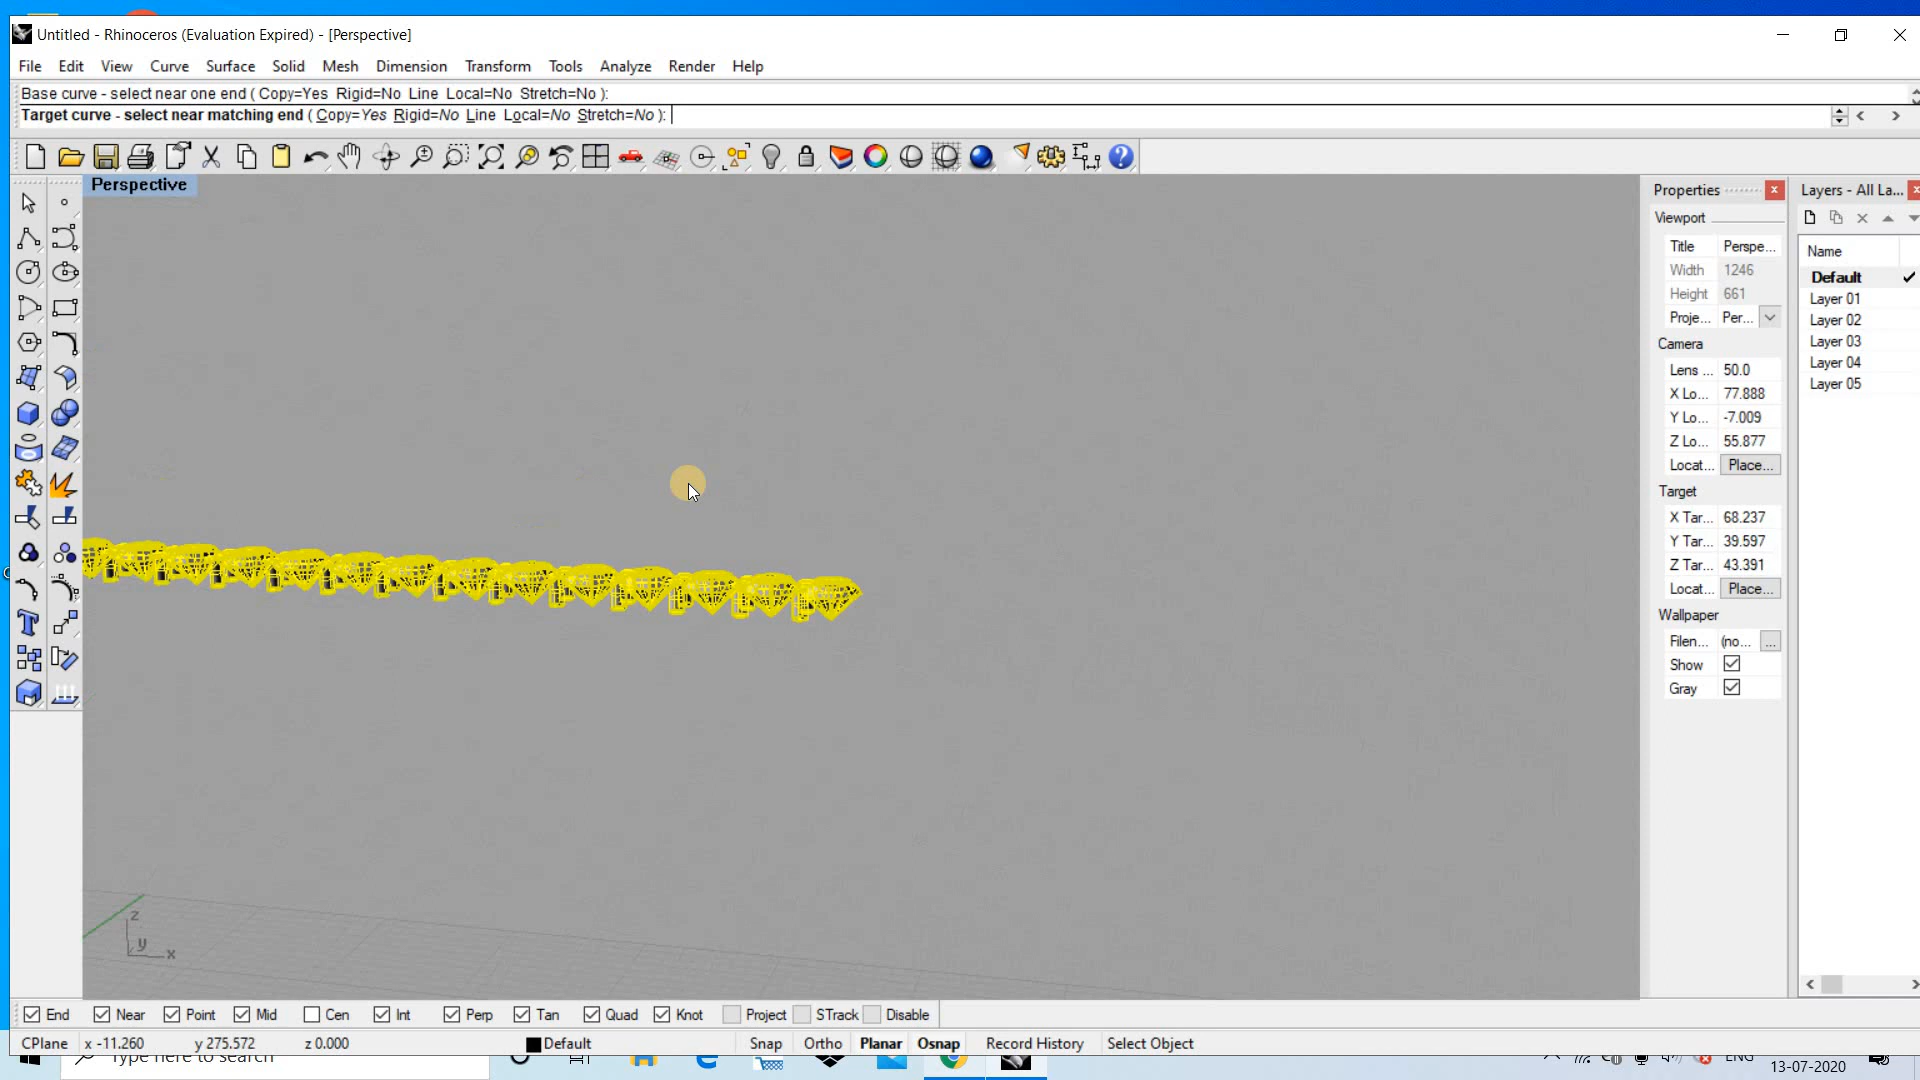 Untitled - Rhinoceros (Evaluation Expired) - [Perspective]
File Edit View Curve Surface Solid Mesh Dimension Transform Tools Analyze Render Help
Base curve - select near one end ( Copy=Yes Rigid=No Line Local=No Stretch=No ):
Target curve - select near matching end ( Copy=Yes Rigid=No Line Local=No Stretch=No ):
Perspective
Properties
Layers - All La...
Viewport
Title Perspe...
Width 1246
Height 661
Proje... Per...
Camera
Lens ... 50.0
X Lo... 77.888
Y Lo... -7.009
Z Lo... 55.877
Locat... Place...
Target
X Tar... 68.237
Y Tar... 39.597
Z Tar... 43.391
Locat... Place...
Wallpaper
Filen... (no... ...
Show
Gray
Name
Default
Layer 01
Layer 02
Layer 03
Layer 04
Layer 05
z
y
x
End Near Point Mid Cen Int Perp Tan Quad Knot Project STrack Disable
CPlane x -11.260 y 275.572 z 0.000 Default Snap Ortho Planar Osnap Record History Select Object
Type here to search
ENG
13-07-2020